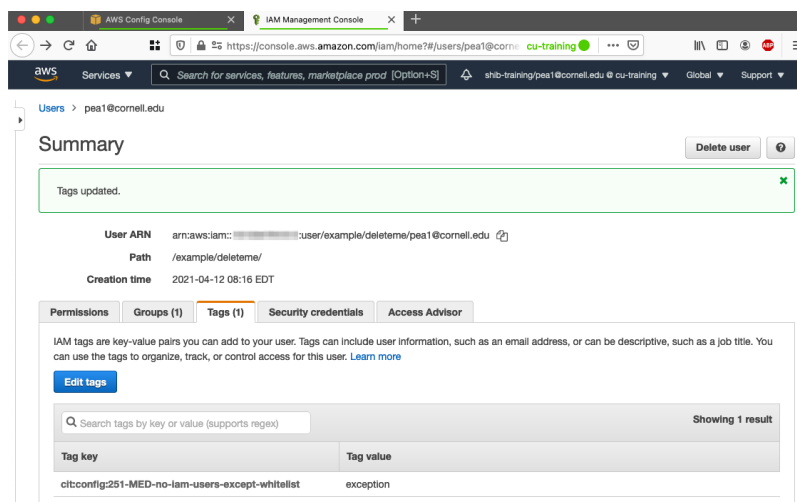 AWS Config Console
IAM Management Console
https://console.aws.amazon.com/iam/home?#/users/pea1@corne cu-training
ABP
aws Services Search for services, features, marketplace prod [Option+S] shib-training/pea1@cornell.edu @ cu-training Global Support
Users > pea1@cornell.edu
Summary
Delete user
Tags updated.
User ARN arn:aws:iam:: :user/example/deleteme/pea1@cornell.edu
Path /example/deleteme/
Creation time 2021-04-12 08:16 EDT
Permissions Groups (1) Tags (1) Security credentials Access Advisor
IAM tags are key-value pairs you can add to your user. Tags can include user information, such as an email address, or can be descriptive, such as a job title. You
can use the tags to organize, track, or control access for this user. Learn more
Edit tags
Search tags by key or value (supports regex) Showing 1 result
Tag key Tag value
cit:config:251-MED-no-iam-users-except-whitelist exception